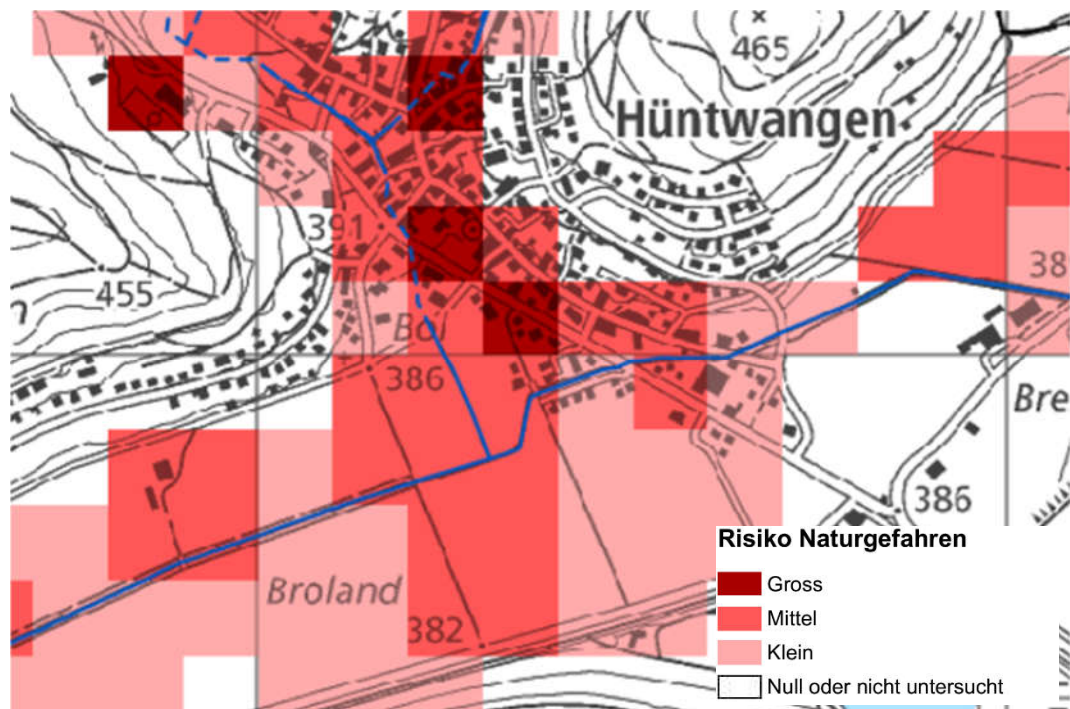 465
Hüntwangen
391
455
n
Bol
38
386
Bre
386
Broland
382
Risiko Naturgefahren
Gross
Mittel
Klein
Null oder nicht untersucht